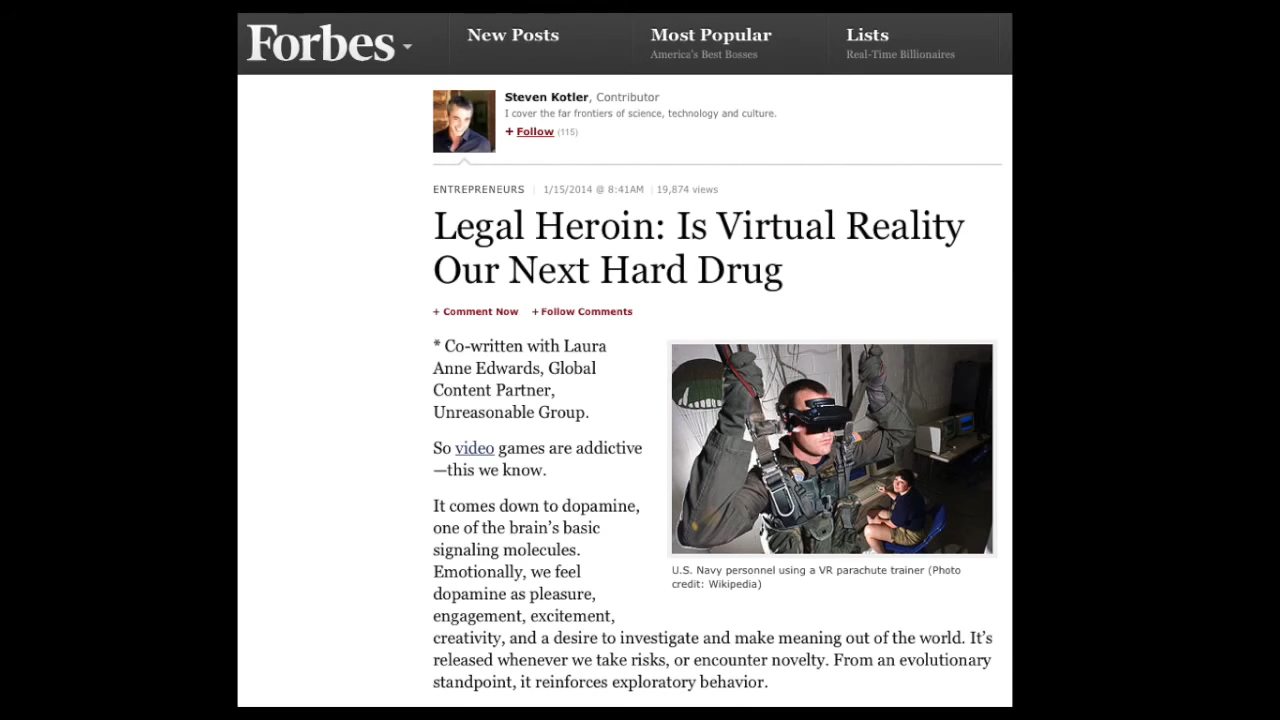 Forbes
New Posts
Most Popular
America's Best Bosses
Lists
Real-Time Billionaires
Steven Kotler, Contributor
I cover the far frontiers of science, technology and culture.
+ Follow (115)
ENTREPRENEURS | 1/15/2014 @ 8:41AM | 19,874 views
Legal Heroin: Is Virtual Reality
Our Next Hard Drug
+ Comment Now + Follow Comments
* Co-written with Laura
Anne Edwards, Global
Content Partner,
Unreasonable Group.
So video games are addictive
—this we know.
It comes down to dopamine,
one of the brain's basic
signaling molecules.
Emotionally, we feel
dopamine as pleasure,
engagement, excitement,
creativity, and a desire to investigate and make meaning out of the world. It's
released whenever we take risks, or encounter novelty. From an evolutionary
standpoint, it reinforces exploratory behavior.
U.S. Navy personnel using a VR parachute trainer (Photo
credit: Wikipedia)